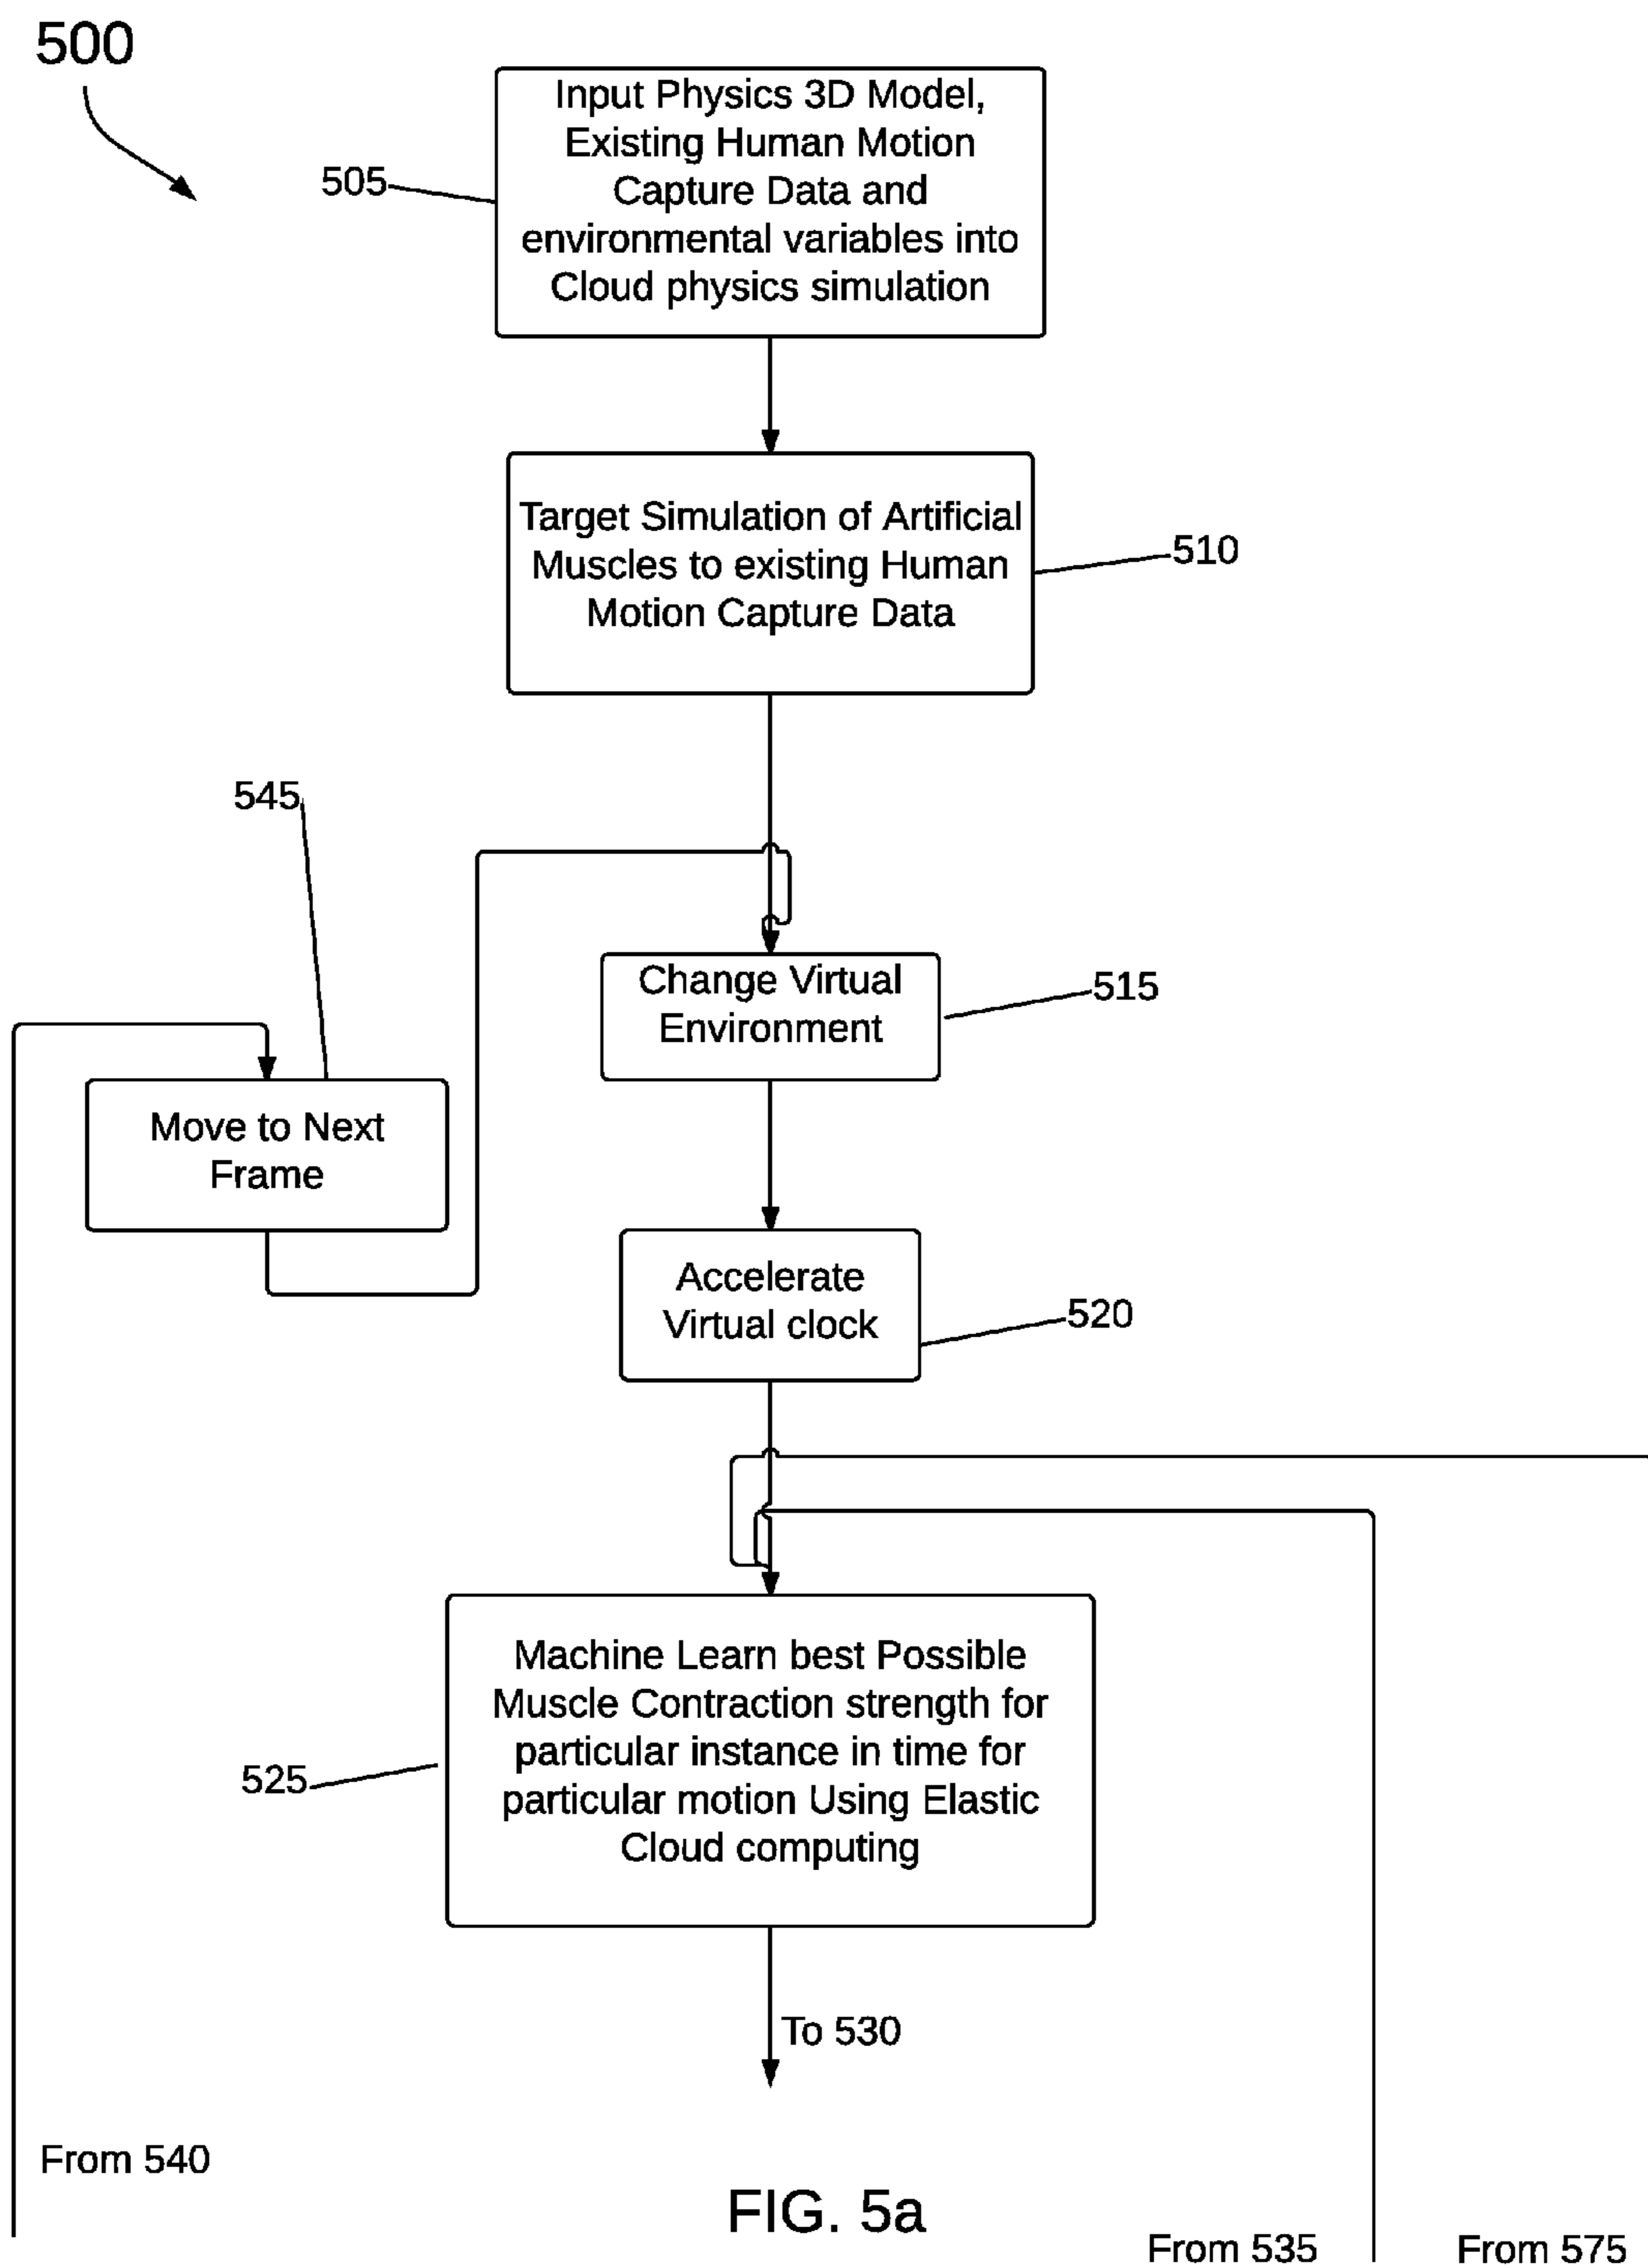 500
Input Physics 3D Model,
Existing Human Motion
Capture Data and
environmental variables into
Cloud physics simulation
505
Target Simulation of Artificial
Muscles to existing Human
Motion Capture Data
510
545
Change Virtual
Environment
515
Move to Next
Frame
Accelerate
Virtual clock
520
Machine Learn best Possible
Muscle Contraction strength for
particular instance in time for
particular motion Using Elastic
Cloud computing
525
To 530
From 540
FIG. 5a
From 535
From 575